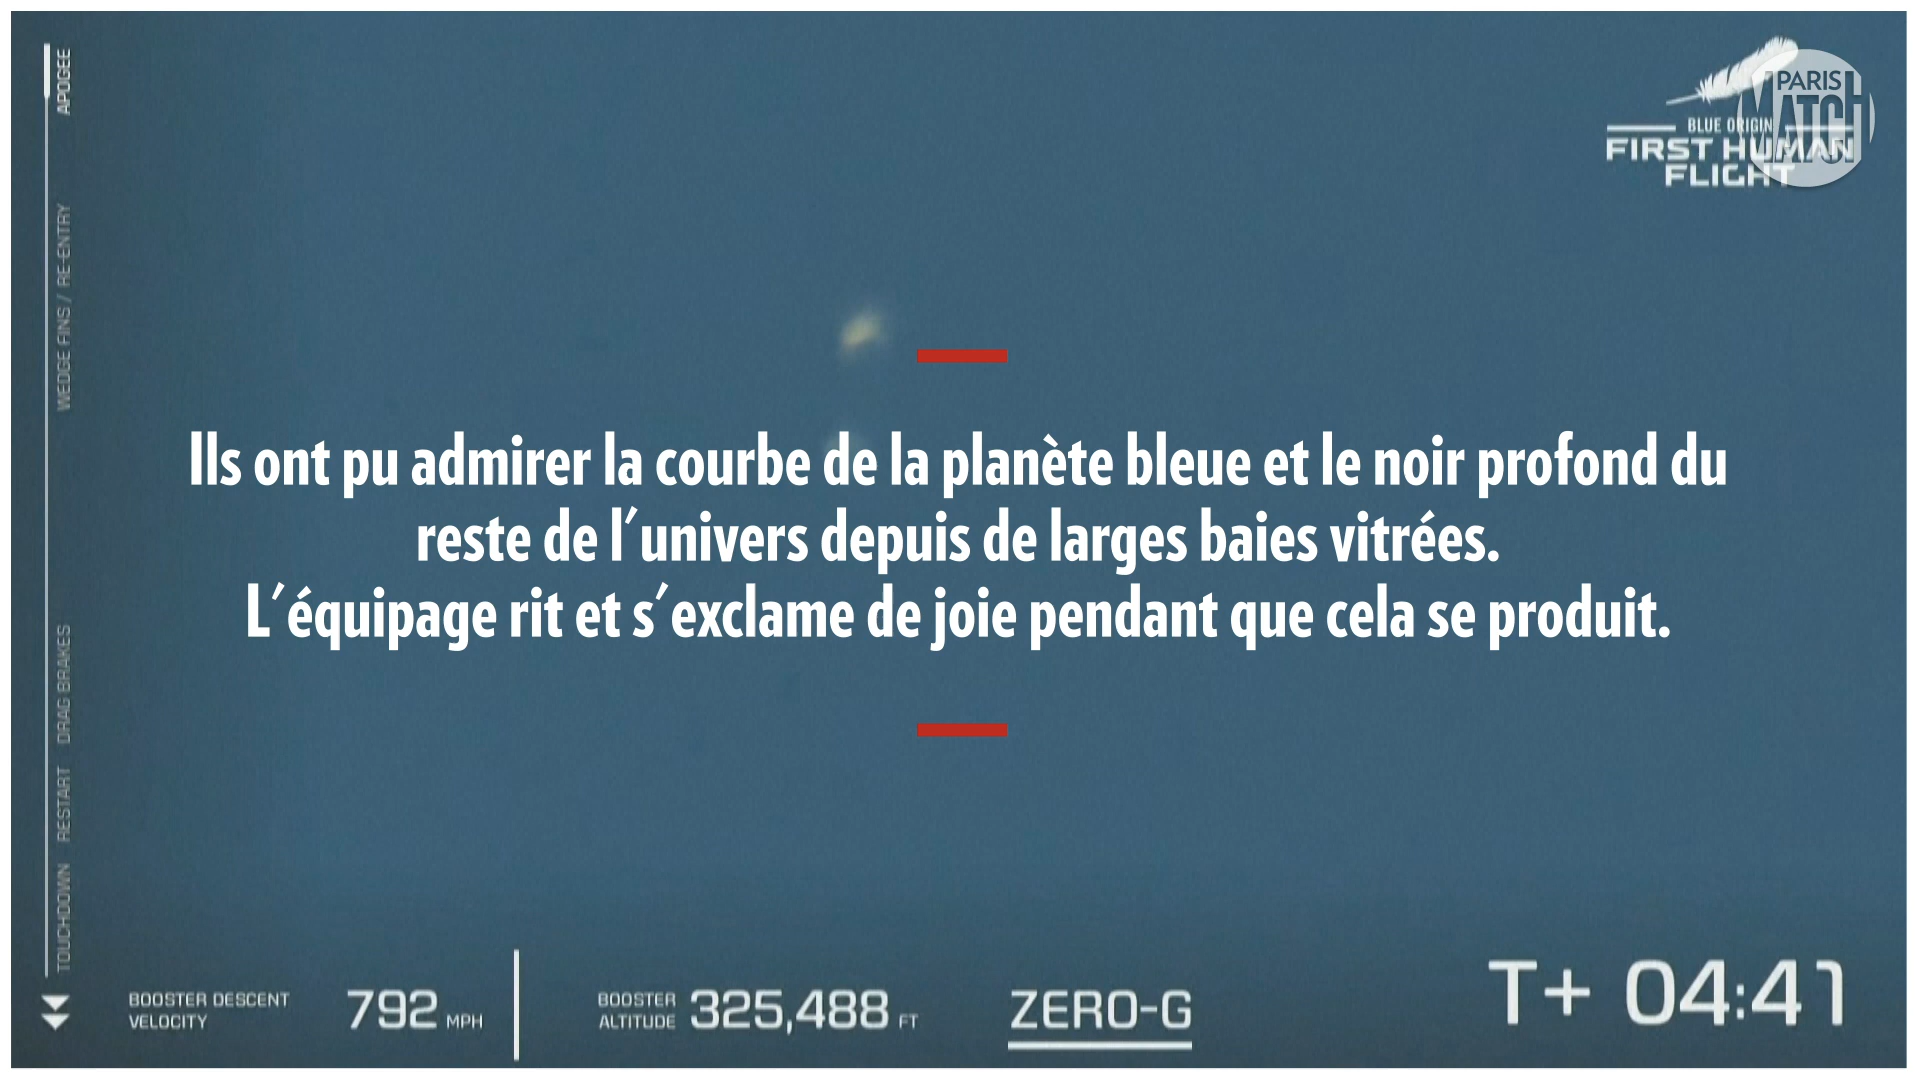 APOGEE
WEDGE FINS / RE-ENTRY
DRAG BRAKES
RESTART
TOUCHDOWN
PARIS
MATCH
BLUE ORIGIN
FIRST HUMAN
FLIGHT
Ils ont pu admirer la courbe de la planète bleue et le noir profond du
reste de l'univers depuis de larges baies vitrées.
L'équipage rit et s'exclame de joie pendant que cela se produit.
BOOSTER DESCENT
VELOCITY
792 MPH
BOOSTER
ALTITUDE
325,488 FT
ZERO-G
T+ 04:41